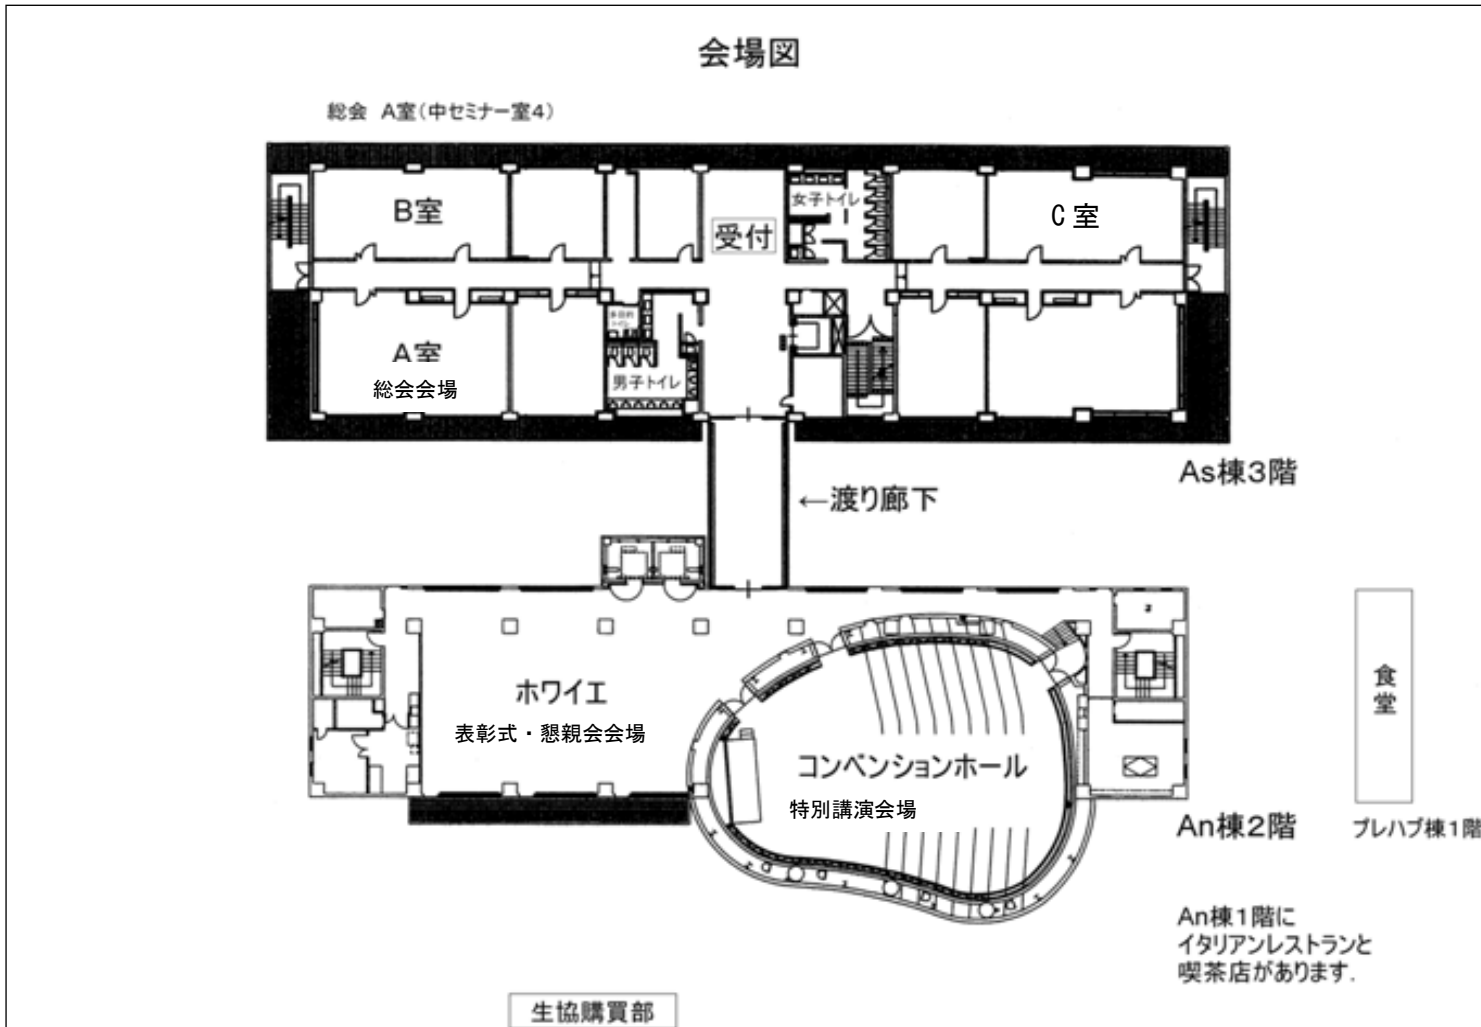 会場図
総会 A室(中セミナー室4)
B室
受付
女子トイレ
C室
A室
総会会場
多目的
トイレ
男子トイレ
As棟3階
←渡り廊下
ホワイエ
表彰式・懇親会会場
コンベンションホール
特別講演会場
食堂
An棟2階
プレハブ棟1階
An棟1階に
イタリアンレストランと
喫茶店があります.
生協購買部